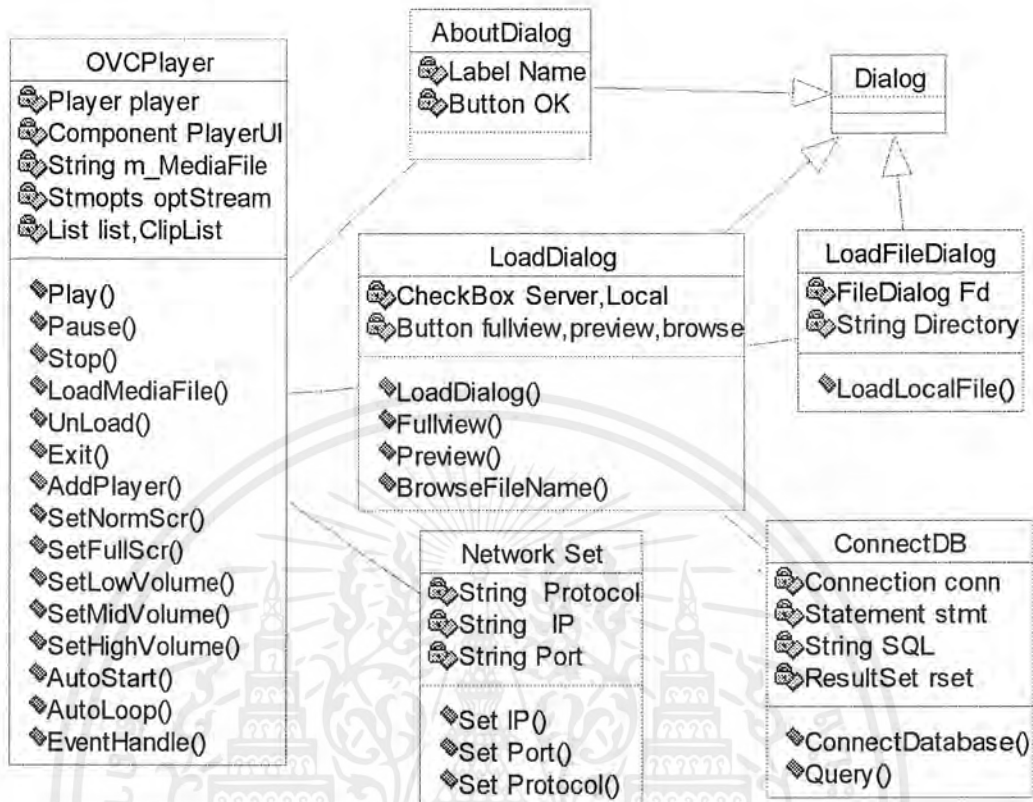 OVCPlayer
Player player
Component PlayerUI
String m_MediaFile
Stmopts optStream
List list,ClipList
Play()
Pause()
Stop()
LoadMediaFile()
UnLoad()
Exit()
AddPlayer()
SetNormScr()
SetFullScr()
SetLowVolume()
SetMidVolume()
SetHighVolume()
AutoStart()
AutoLoop()
EventHandle()
AboutDialog
Label Name
Button OK
Dialog
LoadDialog
CheckBox Server,Local
Button fullview,preview,browse
LoadDialog()
Fullview()
Preview()
BrowseFileName()
LoadFileDialog
FileDialog Fd
String Directory
LoadLocalFile()
Network Set
String Protocol
String IP
String Port
Set IP()
Set Port()
Set Protocol()
ConnectDB
Connection conn
Statement stmt
String SQL
ResultSet rset
ConnectDatabase()
Query()